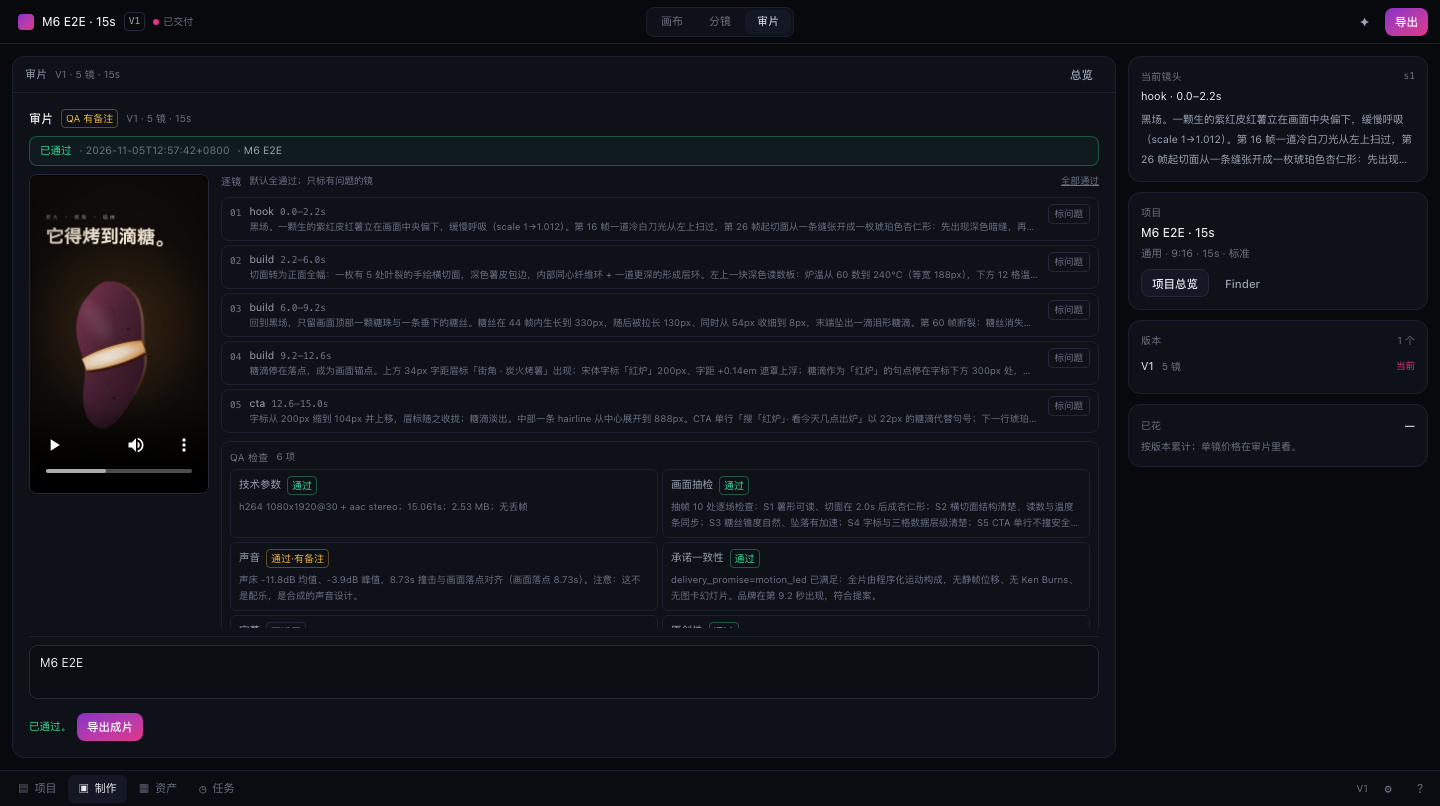 M6 E2E · 15s V1 已交付
画布 分镜 审片
导出
审片 V1 · 5 镜 · 15s
总览
审片 QA 有备注 V1 · 5 镜 · 15s
已通过 · 2026-11-05T12:57:42+0800 · M6 E2E
它得烤到滴糖。
逐镜 默认全通过；只标有问题的镜
全部通过
01 hook 0.0–2.2s
标问题
黑场。一颗生的紫红皮红薯立在画面中央偏下，缓慢呼吸（scale 1→1.012）。第 16 帧一道冷白刀光从左上扫过，第 26 帧起切面从一条缝张开成一枚琥珀色杏仁形：先出现深色暗缝，再…
02 build 2.2–6.0s
标问题
切面转为正面全幅：一枚有 5 处叶裂的手绘横切面，深色薯皮包边，内部同心纤维环 + 一道更深的形成层环。左上一块深色读数板：炉温从 60 数到 240°C（等宽 188px），下方 12 格温…
03 build 6.0–9.2s
标问题
回到黑场，只留画面顶部一颗糖珠与一条垂下的糖丝。糖丝在 44 帧内生长到 330px，随后被拉长 130px、同时从 54px 收细到 8px，末端坠出一滴泪形糖滴。第 60 帧断裂：糖丝消失…
04 build 9.2–12.6s
标问题
糖滴停在落点，成为画面锚点。上方 34px 字距眉标「街角 · 炭火烤薯」出现；宋体字标「红炉」200px、字距 +0.14em 遮罩上浮；糖滴作为「红炉」的句点停在字标下方 300px 处，…
05 cta 12.6–15.0s
标问题
字标从 200px 缩到 104px 并上移，眉标随之收拢；糖滴淡出。中部一条 hairline 从中心展开到 888px。CTA 单行「搜「红炉」· 看今天几点出炉」以 22px 的糖滴代替句号；下一行琥珀…
QA 检查 6 项
技术参数 通过
h264 1080x1920@30 + aac stereo；15.061s；2.53 MB；无丢帧
画面抽检 通过
抽帧 10 处逐场检查：S1 薯形可读、切面在 2.0s 后成杏仁形；S2 横切面结构清楚、读数与温度
条同步；S3 糖丝锥度自然、坠落有加速；S4 字标与三格数据层级清楚；S5 CTA 单行不撞安全…
声音 通过·有备注
声床 -11.8dB 均值、-3.9dB 峰值，8.73s 撞击与画面落点对齐（画面落点 8.73s）。注意：这不
是配乐，是合成的声音设计。
承诺一致性 通过
delivery_promise=motion_led 已满足：全片由程序化运动构成，无静帧位移、无 Ken Burns、
无图卡幻灯片。品牌在第 9.2 秒出现，符合提案。
M6 E2E
已通过。 导出成片
当前镜头 s1
hook · 0.0–2.2s
黑场。一颗生的紫红皮红薯立在画面中央偏下，缓慢呼吸
（scale 1→1.012）。第 16 帧一道冷白刀光从左上扫过，第
26 帧起切面从一条缝张开成一枚琥珀色杏仁形：先出现…
项目
M6 E2E · 15s
通用 · 9:16 · 15s · 标准
项目总览 Finder
版本 1 个
V1 5 镜 当前
已花 —
按版本累计；单镜价格在审片里看。
项目 制作 资产 任务
V1 ?